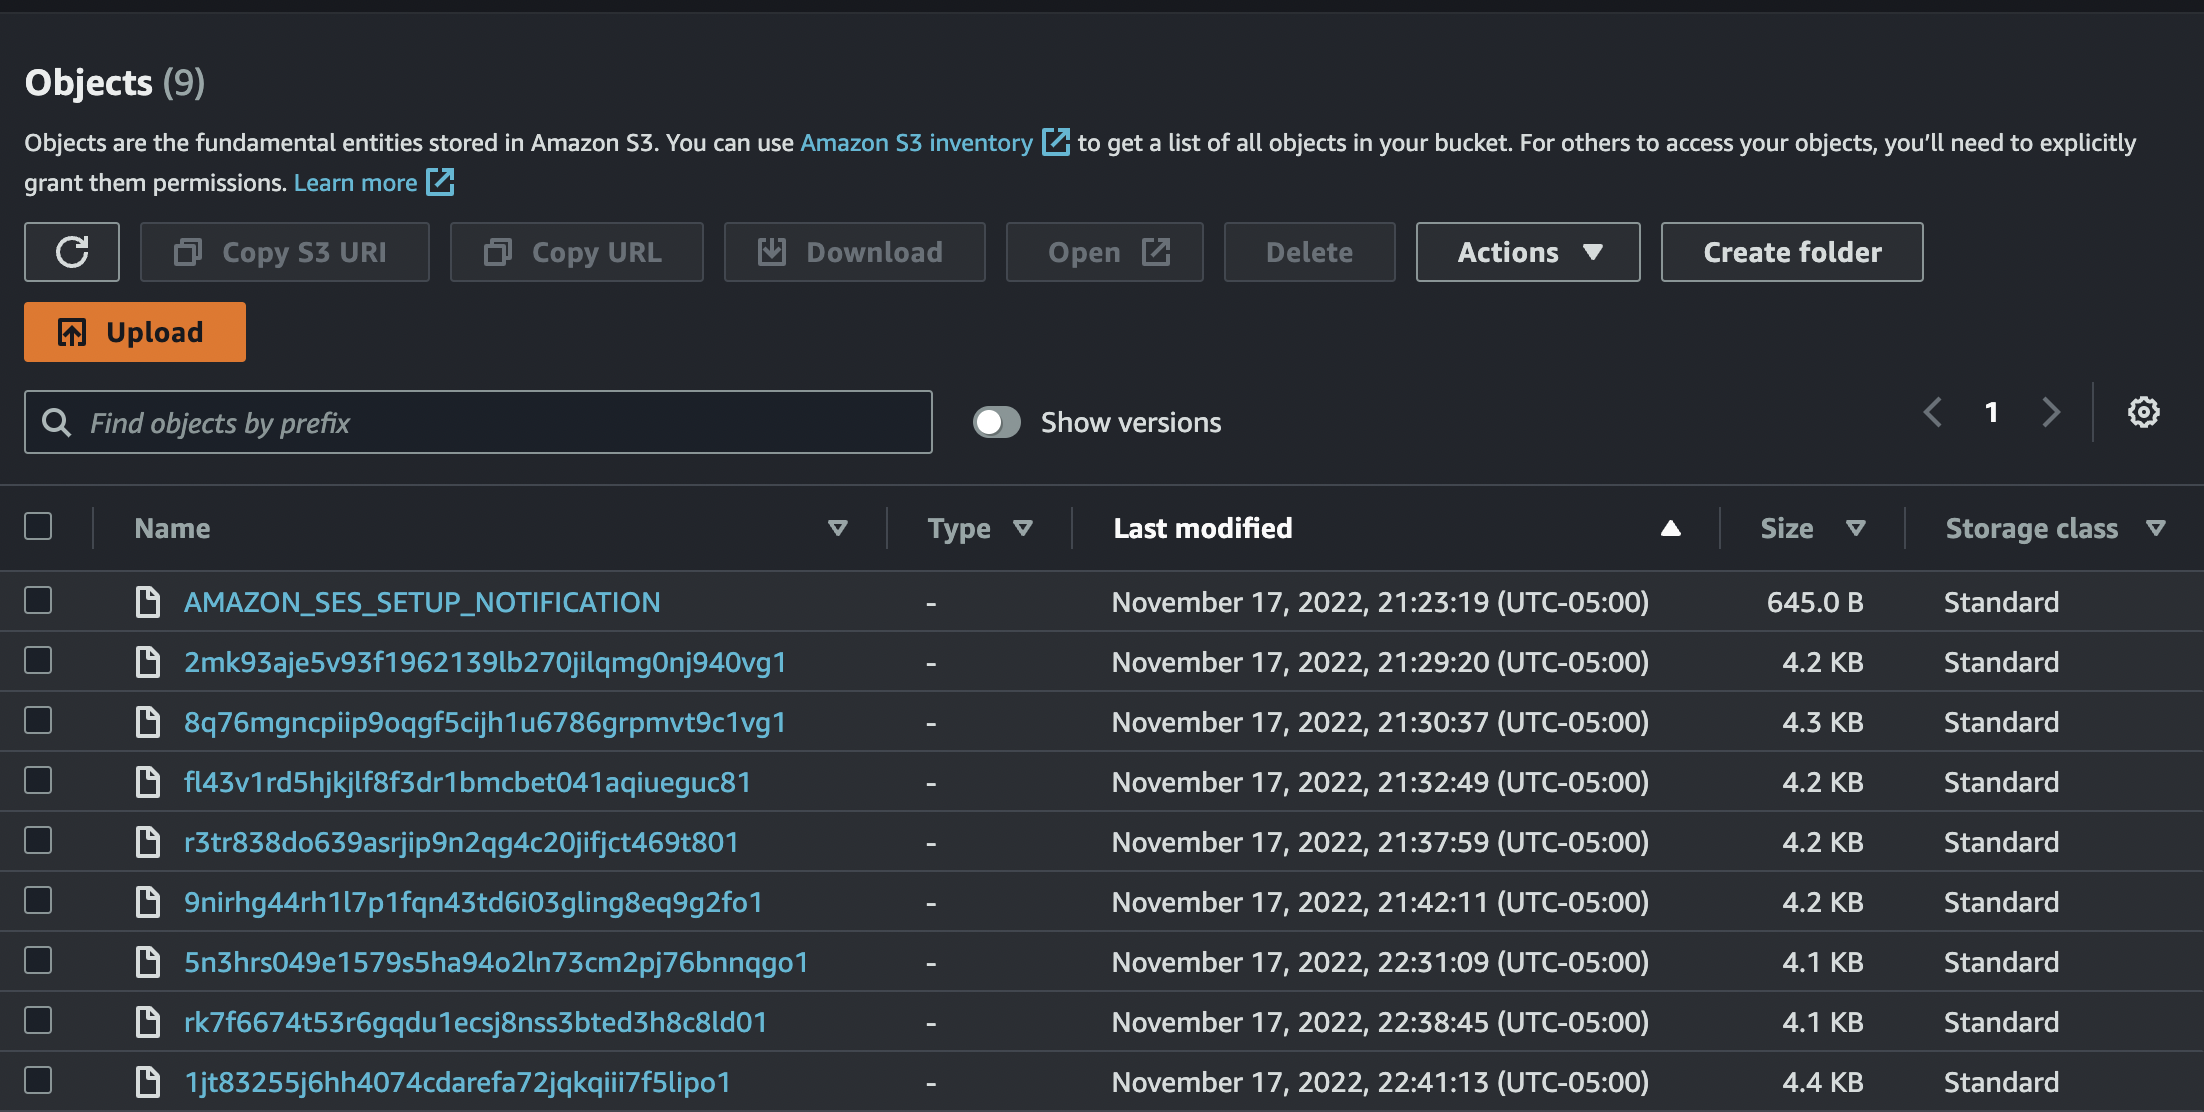 Objects (9)
Objects are the fundamental entities stored in Amazon S3. You can use Amazon S3 inventory to get a list of all objects in your bucket. For others to access your objects, you’ll need to explicitly
grant them permissions. Learn more
Copy S3 URI Copy URL Download Open Delete Actions Create folder
Upload
Find objects by prefix Show versions 1
Name Type Last modified Size Storage class
AMAZON_SES_SETUP_NOTIFICATION - November 17, 2022, 21:23:19 (UTC-05:00) 645.0 B Standard
2mk93aje5v93f1962139lb270jilqmg0nj940vg1 - November 17, 2022, 21:29:20 (UTC-05:00) 4.2 KB Standard
8q76mgncpiip9oqgf5cijh1u6786grpmvt9c1vg1 - November 17, 2022, 21:30:37 (UTC-05:00) 4.3 KB Standard
fl43v1rd5hjkjlf8f3dr1bmcbet041aqiueguc81 - November 17, 2022, 21:32:49 (UTC-05:00) 4.2 KB Standard
r3tr838do639asrjip9n2qg4c20jifjct469t801 - November 17, 2022, 21:37:59 (UTC-05:00) 4.2 KB Standard
9nirhg44rh1l7p1fqn43td6i03gling8eq9g2fo1 - November 17, 2022, 21:42:11 (UTC-05:00) 4.2 KB Standard
5n3hrs049e1579s5ha94o2ln73cm2pj76bnnqgo1 - November 17, 2022, 22:31:09 (UTC-05:00) 4.1 KB Standard
rk7f6674t53r6gqdu1ecsj8nss3bted3h8c8ld01 - November 17, 2022, 22:38:45 (UTC-05:00) 4.1 KB Standard
1jt83255j6hh4074cdarefa72jqkqiii7f5lipo1 - November 17, 2022, 22:41:13 (UTC-05:00) 4.4 KB Standard